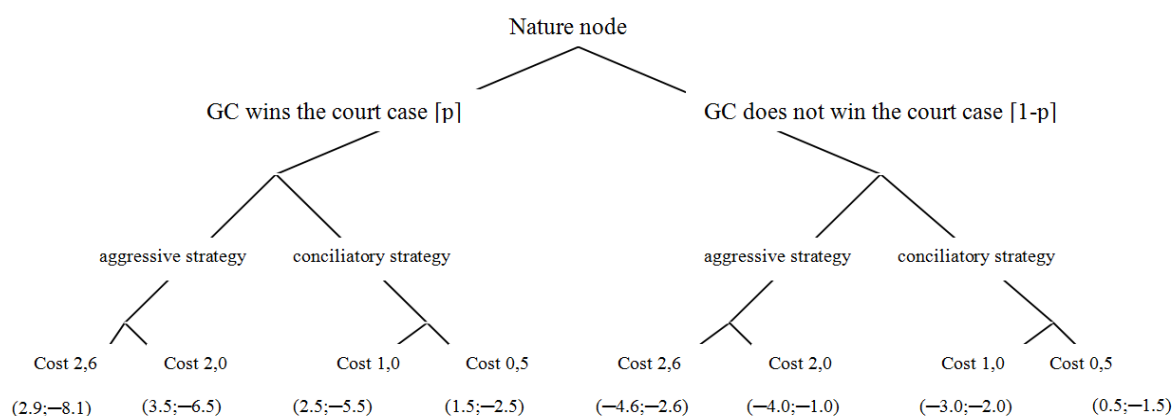 Nature node
GC wins the court case [p]
GC does not win the court case [1-p]
aggressive strategy
conciliatory strategy
aggressive strategy
conciliatory strategy
Cost 2,6
Cost 2,0
Cost 1,0
Cost 0,5
Cost 2,6
Cost 2,0
Cost 1,0
Cost 0,5
(2.9;−8.1)
(3.5;−6.5)
(2.5;−5.5)
(1.5;−2.5)
(−4.6;−2.6)
(−4.0;−1.0)
(−3.0;−2.0)
(0.5;−1.5)